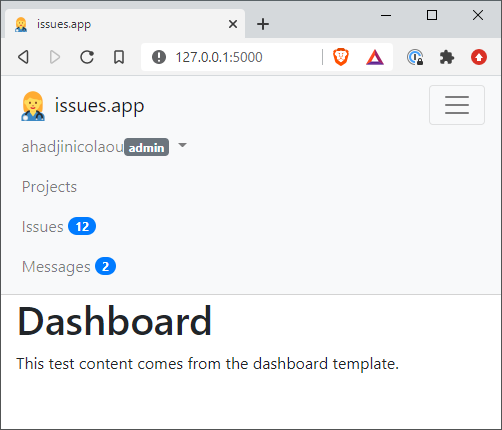 issues.app
127.0.0.1:5000
issues.app
ahadjinicolaou admin
Projects
Issues 12
Messages 2
Dashboard
This test content comes from the dashboard template.